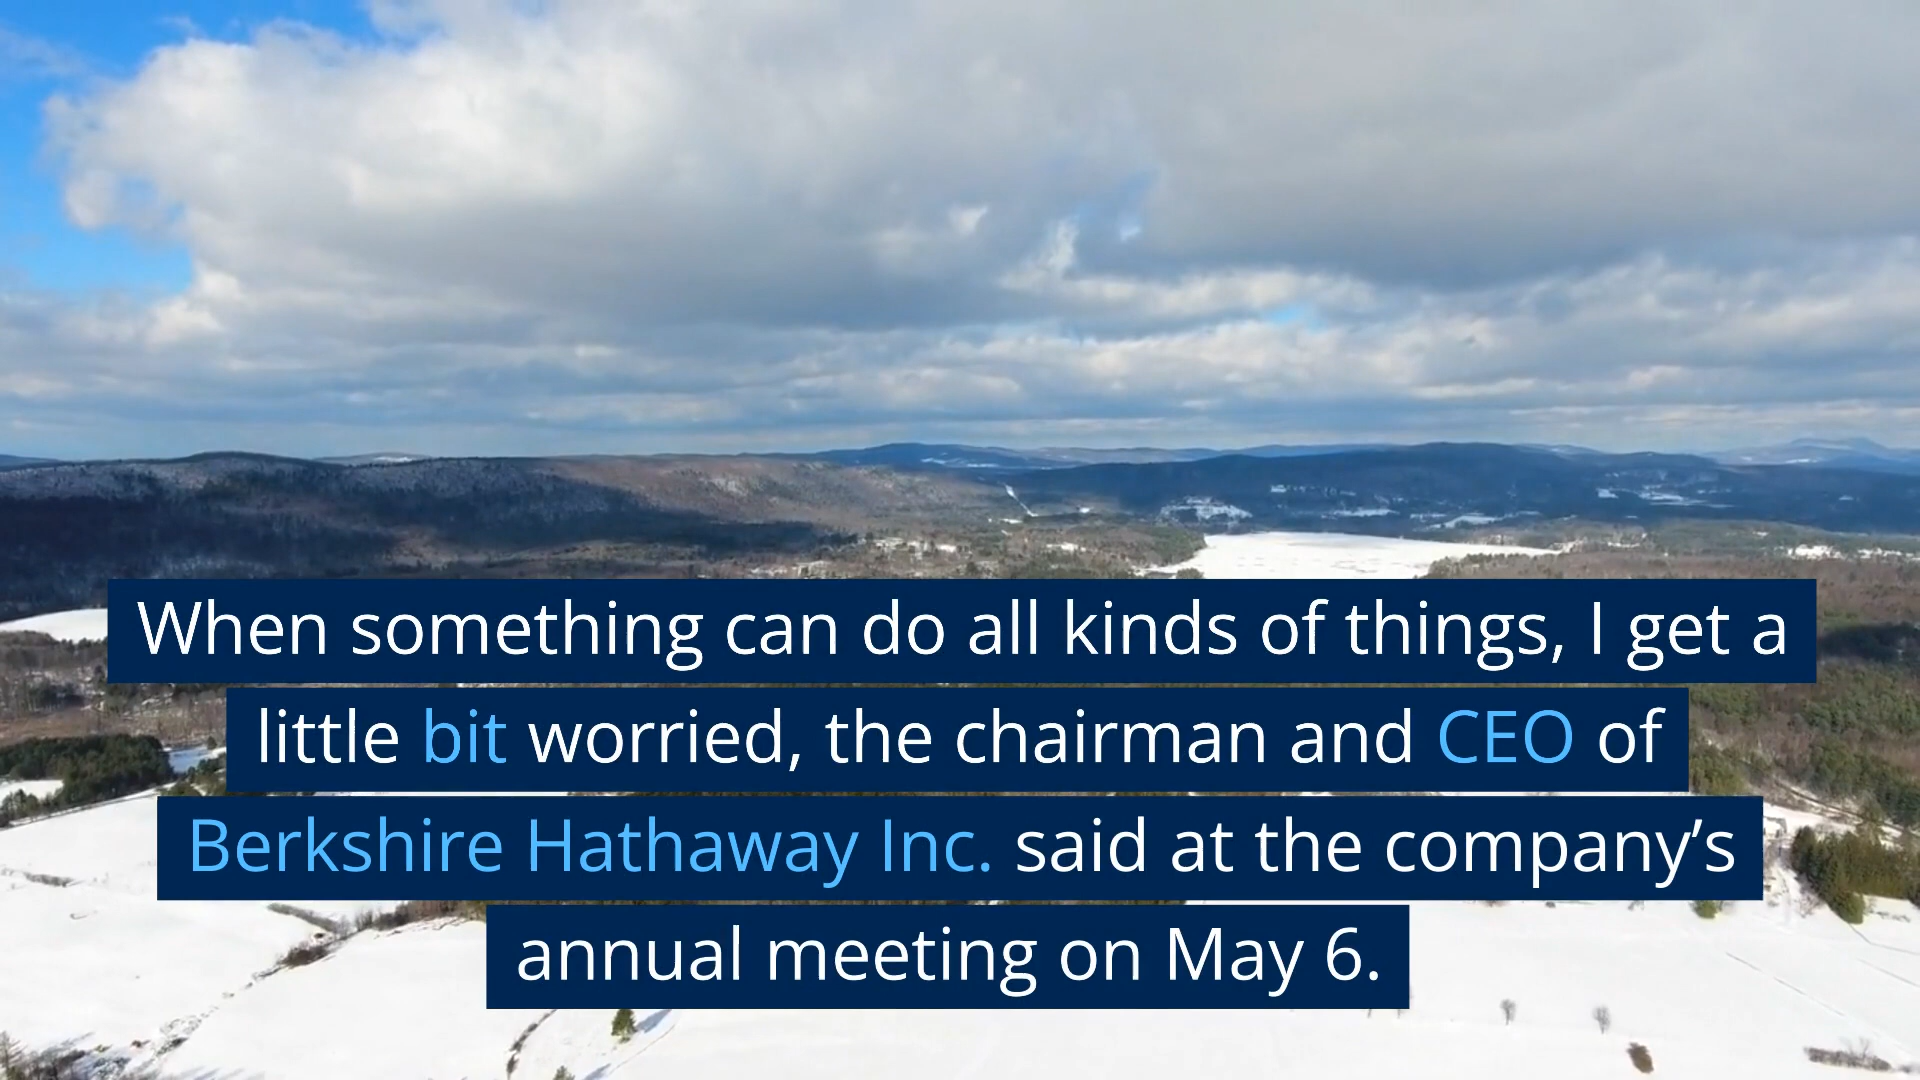 When something can do all kinds of things, I get a
little bit worried, the chairman and CEO of
Berkshire Hathaway Inc. said at the company’s
annual meeting on May 6.